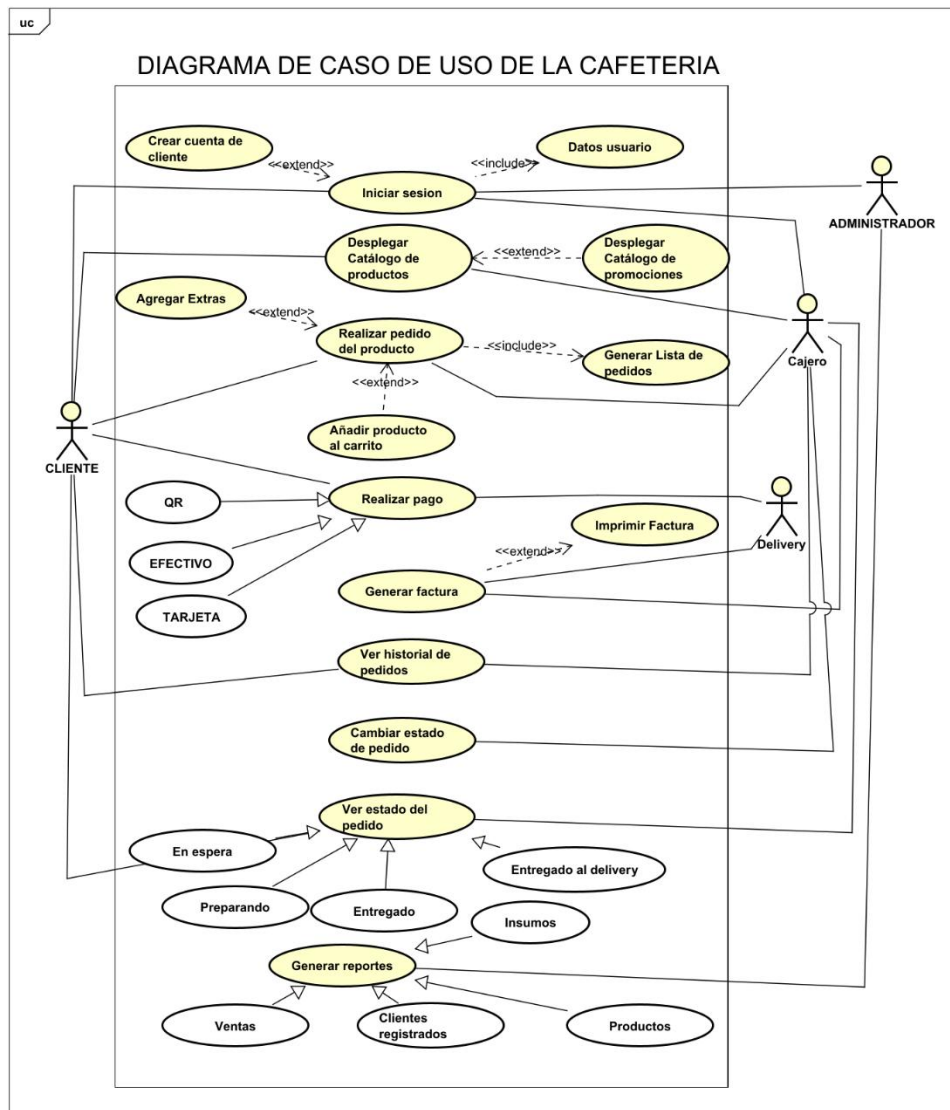 uc
DIAGRAMA DE CASO DE USO DE LA CAFETERIA
Crear cuenta de
cliente
<<extend>>
<<include>>
Datos usuario
Iniciar sesion
ADMINISTRADOR
Desplegar
Catálogo de
productos
<<extend>>
Desplegar
Catálogo de
promociones
Agregar Extras
<<extend>>
Realizar pedido
del producto
<<include>>
Generar Lista de
pedidos
Cajero
<<extend>>
Añadir producto
al carrito
CLIENTE
QR
Realizar pago
Imprimir Factura
Delivery
EFECTIVO
<<extend>>
Generar factura
TARJETA
Ver historial de
pedidos
Cambiar estado
de pedido
Ver estado del
pedido
En espera
Entregado al delivery
Preparando
Entregado
Insumos
Generar reportes
Ventas
Clientes
registrados
Productos